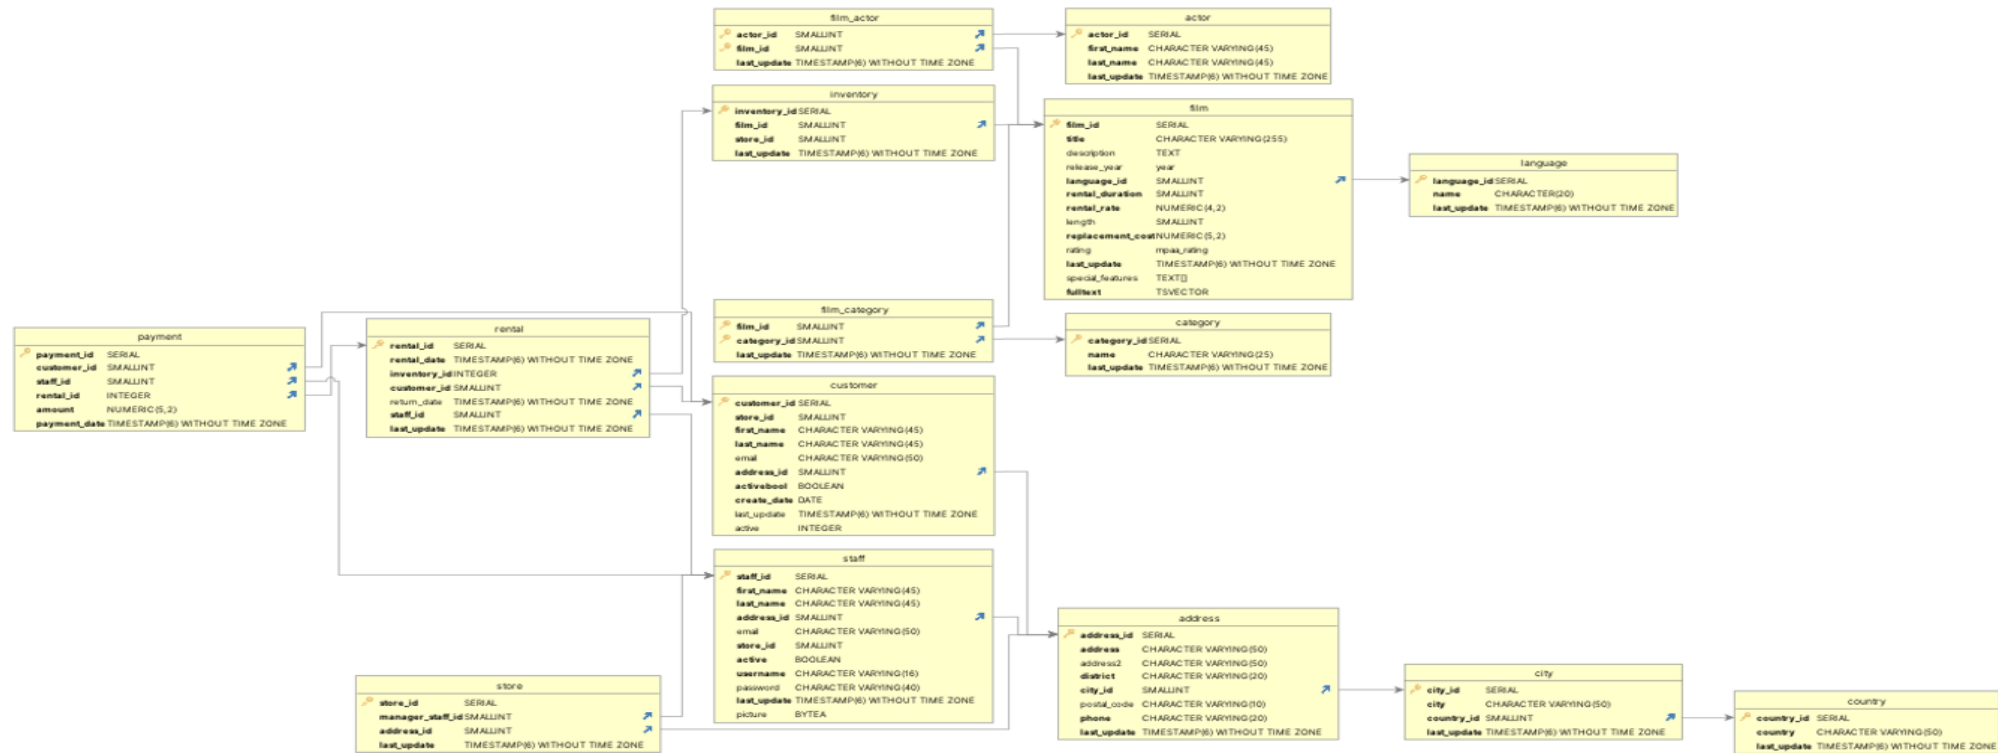 film_actor
actor_id SMALLINT
film_id SMALLINT
last_update TIMESTAMP(6) WITHOUT TIME ZONE
actor
actor_id SERIAL
first_name CHARACTER VARYING(45)
last_name CHARACTER VARYING(45)
last_update TIMESTAMP(6) WITHOUT TIME ZONE
inventory
inventory_id SERIAL
film_id SMALLINT
store_id SMALLINT
last_update TIMESTAMP(6) WITHOUT TIME ZONE
film
film_id SERIAL
title CHARACTER VARYING(255)
description TEXT
release_year year
language_id SMALLINT
rental_duration SMALLINT
rental_rate NUMERIC(4,2)
length SMALLINT
replacement_cost NUMERIC(5,2)
rating mpaa_rating
last_update TIMESTAMP(6) WITHOUT TIME ZONE
special_features TEXT[]
fulltext TSVECTOR
language
language_id SERIAL
name CHARACTER(20)
last_update TIMESTAMP(6) WITHOUT TIME ZONE
payment
payment_id SERIAL
customer_id SMALLINT
staff_id SMALLINT
rental_id INTEGER
amount NUMERIC(5,2)
payment_date TIMESTAMP(6) WITHOUT TIME ZONE
rental
rental_id SERIAL
rental_date TIMESTAMP(6) WITHOUT TIME ZONE
inventory_id INTEGER
customer_id SMALLINT
return_date TIMESTAMP(6) WITHOUT TIME ZONE
staff_id SMALLINT
last_update TIMESTAMP(6) WITHOUT TIME ZONE
film_category
film_id SMALLINT
category_id SMALLINT
last_update TIMESTAMP(6) WITHOUT TIME ZONE
category
category_id SERIAL
name CHARACTER VARYING(25)
last_update TIMESTAMP(6) WITHOUT TIME ZONE
customer
customer_id SERIAL
store_id SMALLINT
first_name CHARACTER VARYING(45)
last_name CHARACTER VARYING(45)
email CHARACTER VARYING(50)
address_id SMALLINT
activebool BOOLEAN
create_date DATE
last_update TIMESTAMP(6) WITHOUT TIME ZONE
active INTEGER
staff
staff_id SERIAL
first_name CHARACTER VARYING(45)
last_name CHARACTER VARYING(45)
address_id SMALLINT
email CHARACTER VARYING(50)
store_id SMALLINT
active BOOLEAN
username CHARACTER VARYING(16)
password CHARACTER VARYING(40)
last_update TIMESTAMP(6) WITHOUT TIME ZONE
picture BYTEA
store
store_id SERIAL
manager_staff_id SMALLINT
address_id SMALLINT
last_update TIMESTAMP(6) WITHOUT TIME ZONE
address
address_id SERIAL
address CHARACTER VARYING(50)
address2 CHARACTER VARYING(50)
district CHARACTER VARYING(20)
city_id SMALLINT
postal_code CHARACTER VARYING(10)
phone CHARACTER VARYING(20)
last_update TIMESTAMP(6) WITHOUT TIME ZONE
city
city_id SERIAL
city CHARACTER VARYING(50)
country_id SMALLINT
last_update TIMESTAMP(6) WITHOUT TIME ZONE
country
country_id SERIAL
country CHARACTER VARYING(50)
last_update TIMESTAMP(6) WITHOUT TIME ZONE